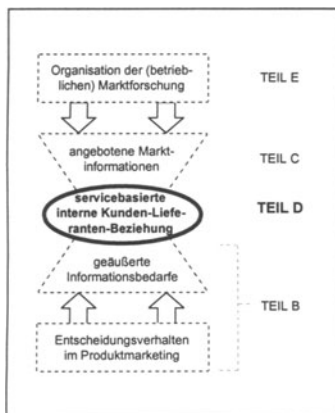 Organisation der (betrieb-
lichen) Marktforschung
TEIL E
angebotene Markt-
informationen
TEIL C
servicebasierte
interne Kunden-Liefe-
ranten-Beziehung
TEIL D
geäußerte
Informationsbedarfe
TEIL B
Entscheidungsverhalten
im Produktmarketing